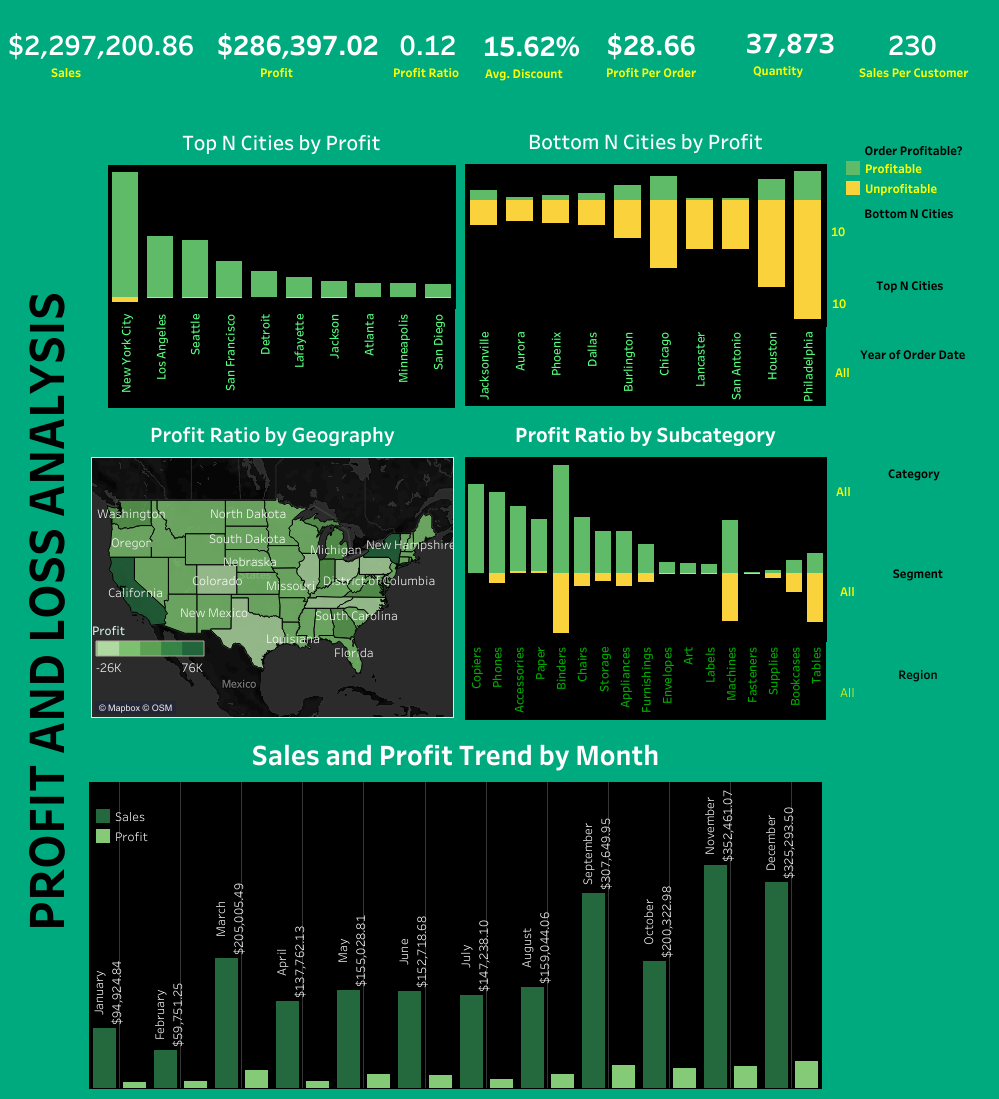 $2,297,200.86 $286,397.02 0.12 15.62% $28.66 37,873 230
Sales Profit Profit Ratio Avg. Discount Profit Per Order Quantity Sales Per Customer
PROFIT AND LOSS ANALYSIS
Top N Cities by Profit
New York City
Los Angeles
Seattle
San Francisco
Detroit
Lafayette
Jackson
Atlanta
Minneapolis
San Diego
Bottom N Cities by Profit
Jacksonville
Aurora
Phoenix
Dallas
Burlington
Chicago
Lancaster
San Antonio
Houston
Philadelphia
Order Profitable?
Profitable
Unprofitable
Bottom N Cities
10
Top N Cities
10
Year of Order Date
All
Profit Ratio by Geography
Washington
North Dakota
Oregon
South Dakota
Michigan
New Hampshire
Nebraska
Colorado
Missouri
District of Columbia
California
New Mexico
South Carolina
Louisiana
Florida
Mexico
Profit
-26K 76K
© Mapbox © OSM
Profit Ratio by Subcategory
Copiers
Phones
Accessories
Paper
Binders
Chairs
Storage
Appliances
Furnishings
Envelopes
Art
Labels
Machines
Fasteners
Supplies
Bookcases
Tables
Category
All
Segment
All
Region
All
Sales and Profit Trend by Month
Sales
Profit
January
$94,924.84
February
$59,751.25
March
$205,005.49
April
$137,762.13
May
$155,028.81
June
$152,718.68
July
$147,238.10
August
$159,044.06
September
$307,649.95
October
$200,322.98
November
$352,461.07
December
$325,293.50